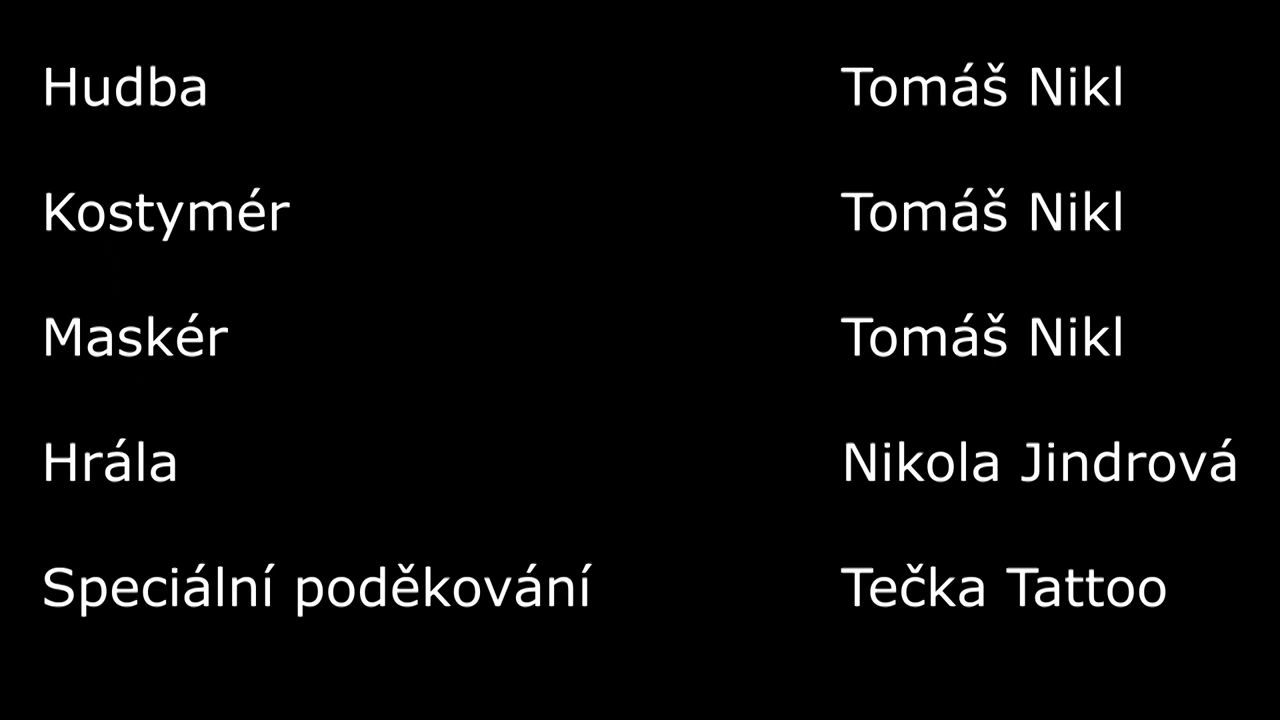 Hudba Tomáš Nikl
Kostymér Tomáš Nikl
Maskér Tomáš Nikl
Hrála Nikola Jindrová
Speciální poděkování Tečka Tattoo